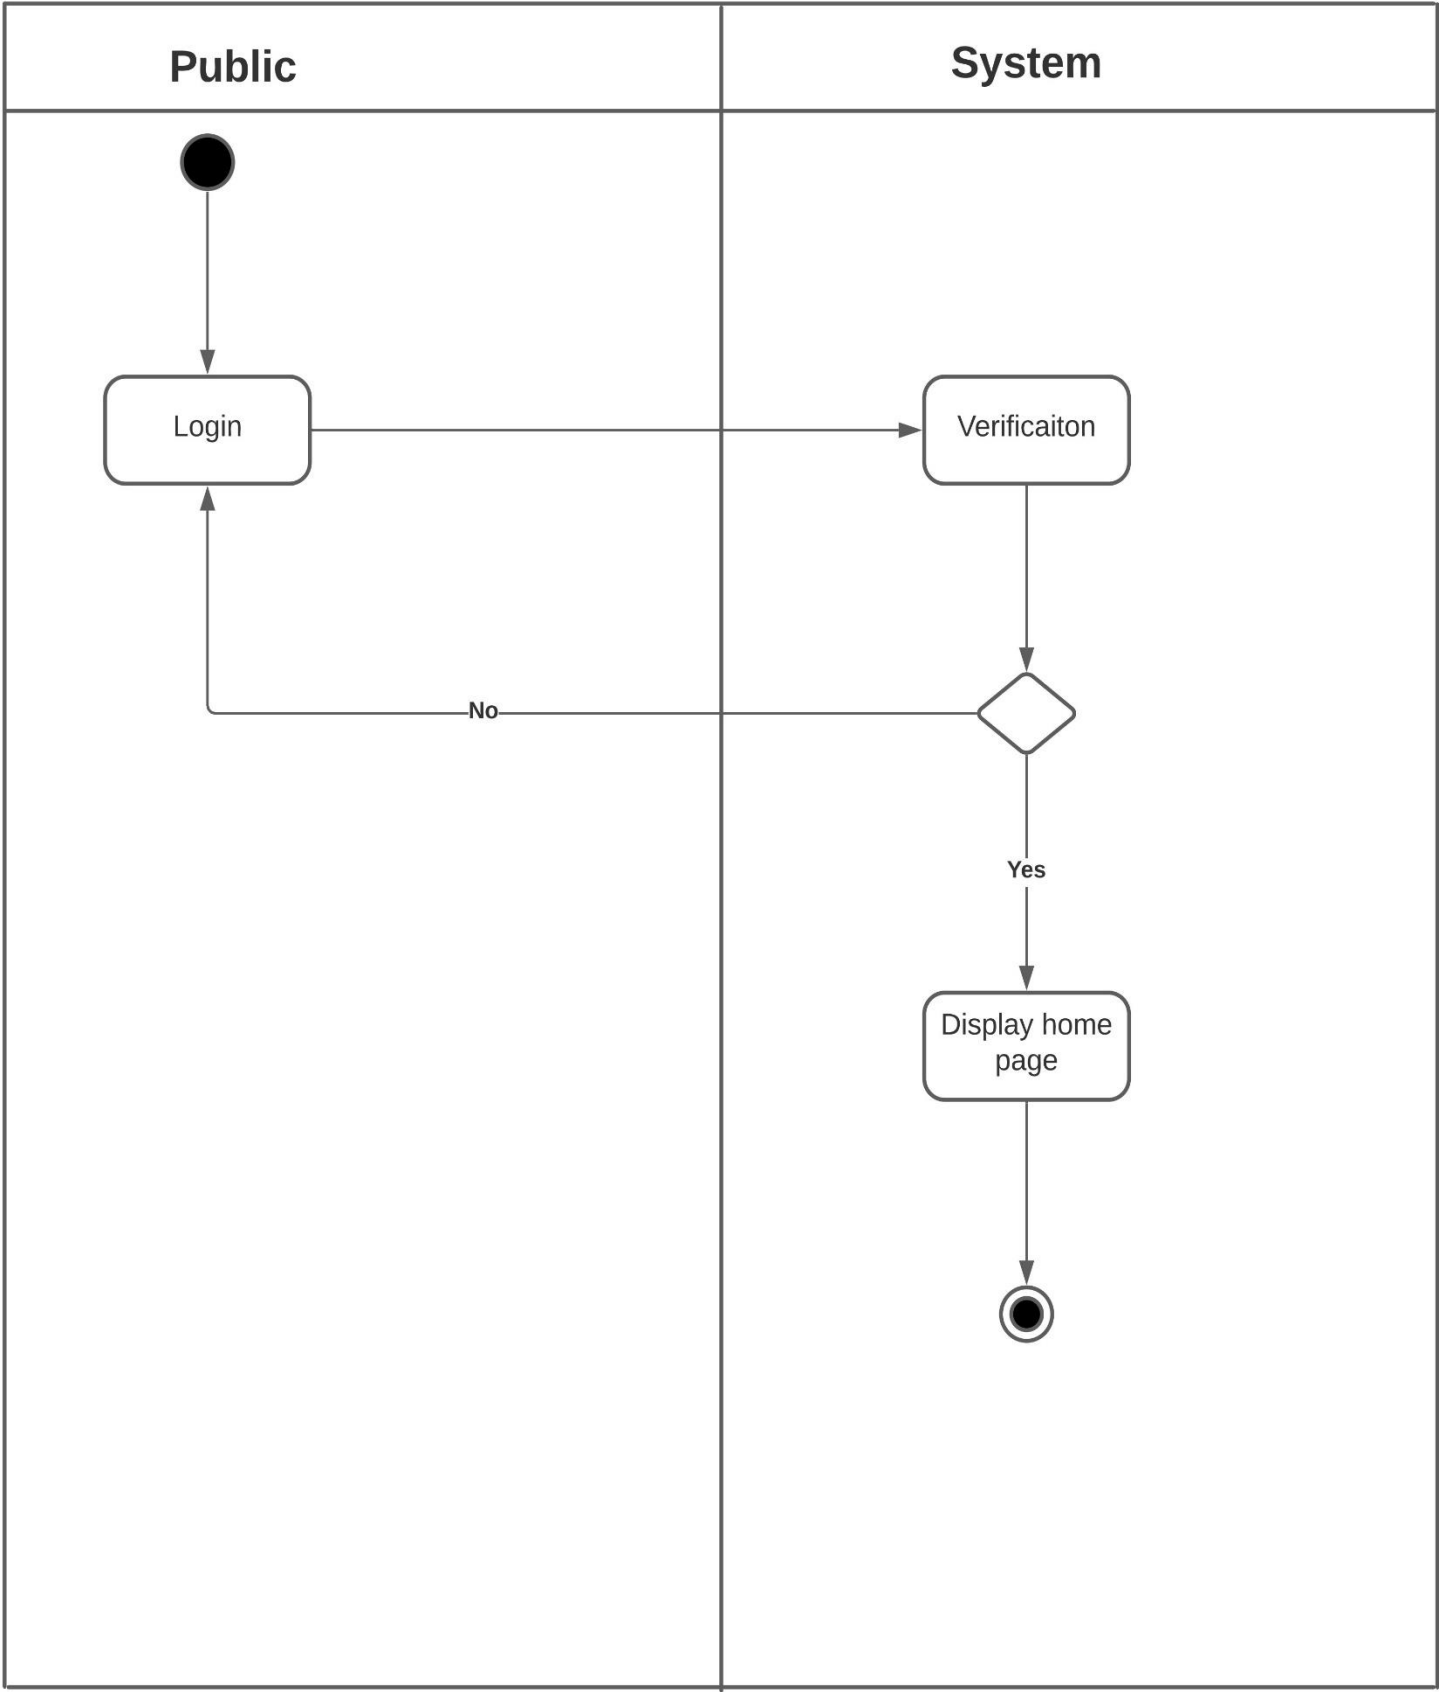 Public
System
Login
Verificaiton
No
Yes
Display home
page